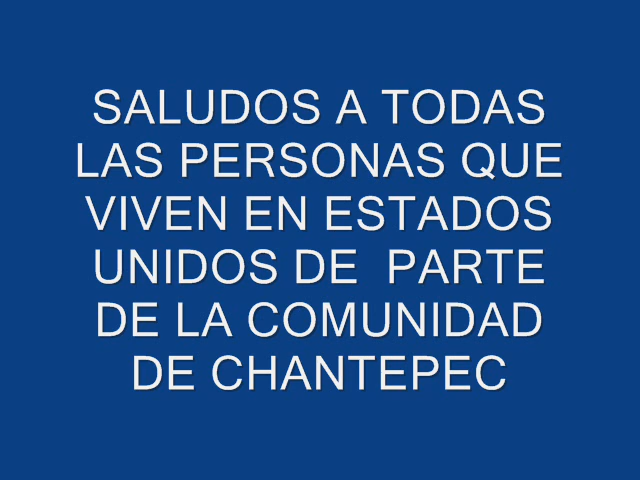 SALUDOS A TODAS
LAS PERSONAS QUE
VIVEN EN ESTADOS
UNIDOS DE  PARTE
DE LA COMUNIDAD
DE CHANTEPEC